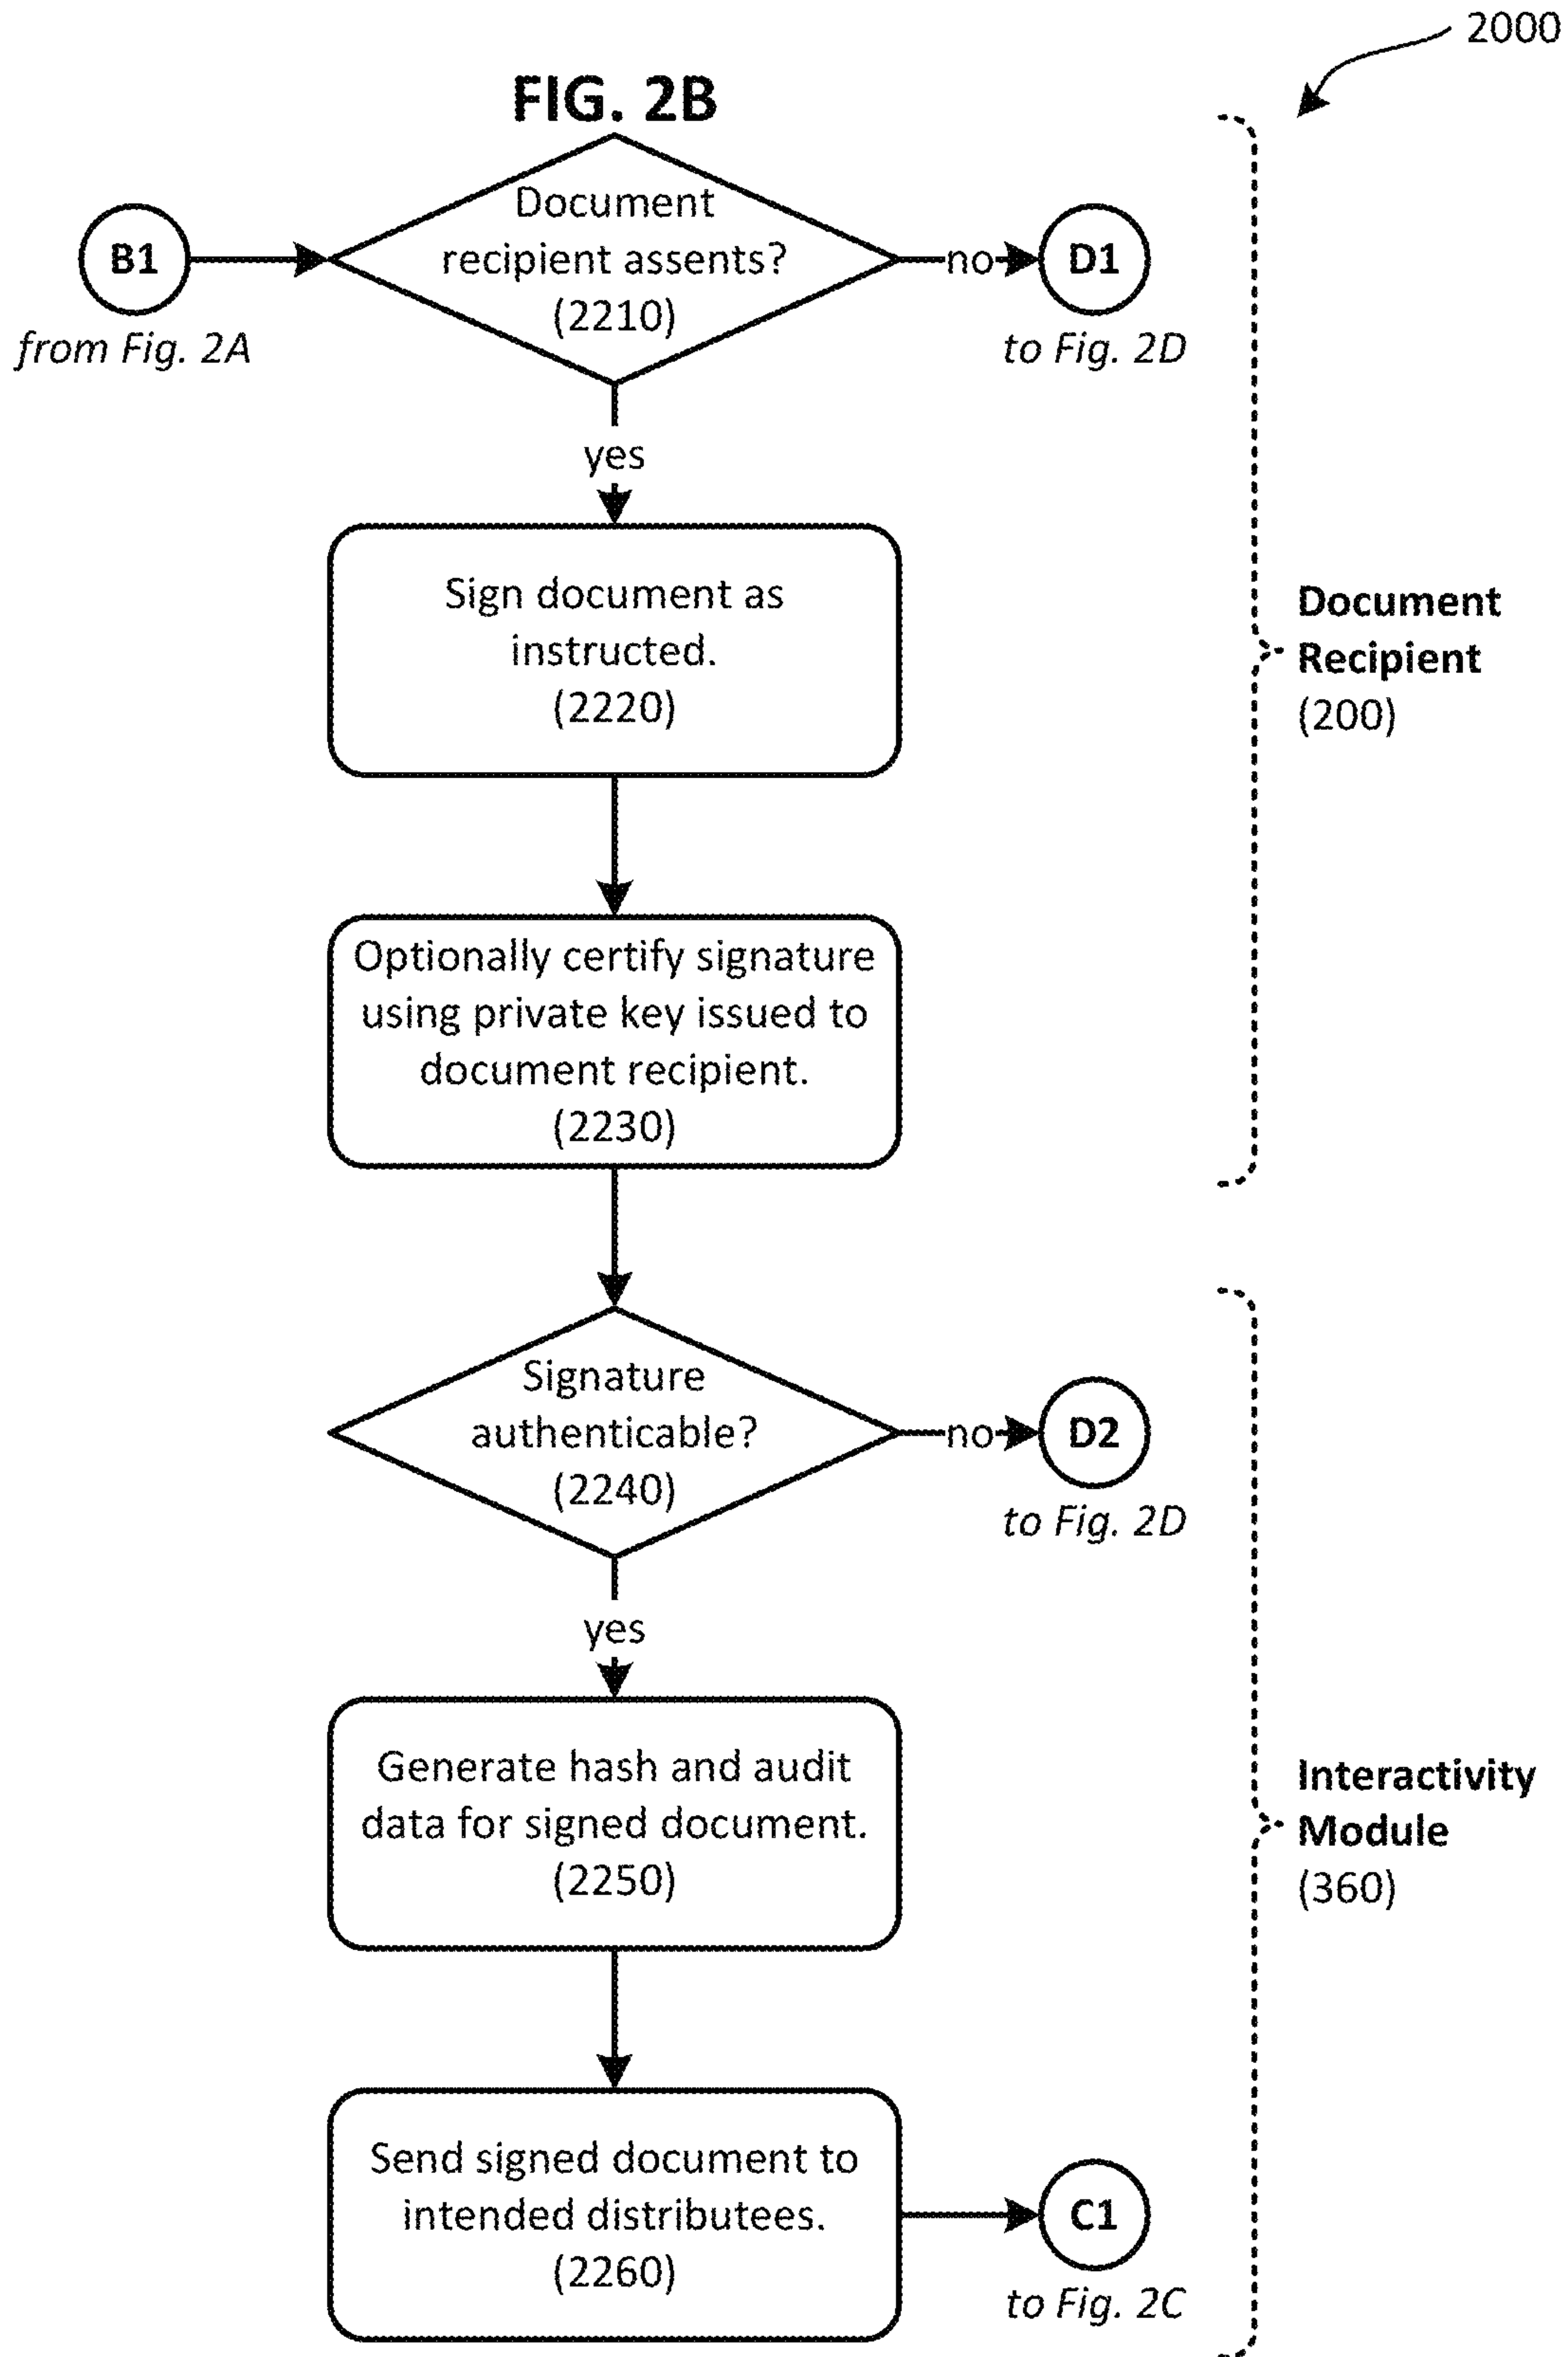 2000
FIG. 2B
Document
recipient assents?
(2210)
B1
from Fig. 2A
no
D1
to Fig. 2D
yes
Sign document as
instructed.
(2220)
Document
Recipient
(200)
Optionally certify signature
using private key issued to
document recipient.
(2230)
Signature
authenticable?
(2240)
no
D2
to Fig. 2D
yes
Generate hash and audit
data for signed document.
(2250)
Interactivity
Module
(360)
Send signed document to
intended distributees.
(2260)
C1
to Fig. 2C